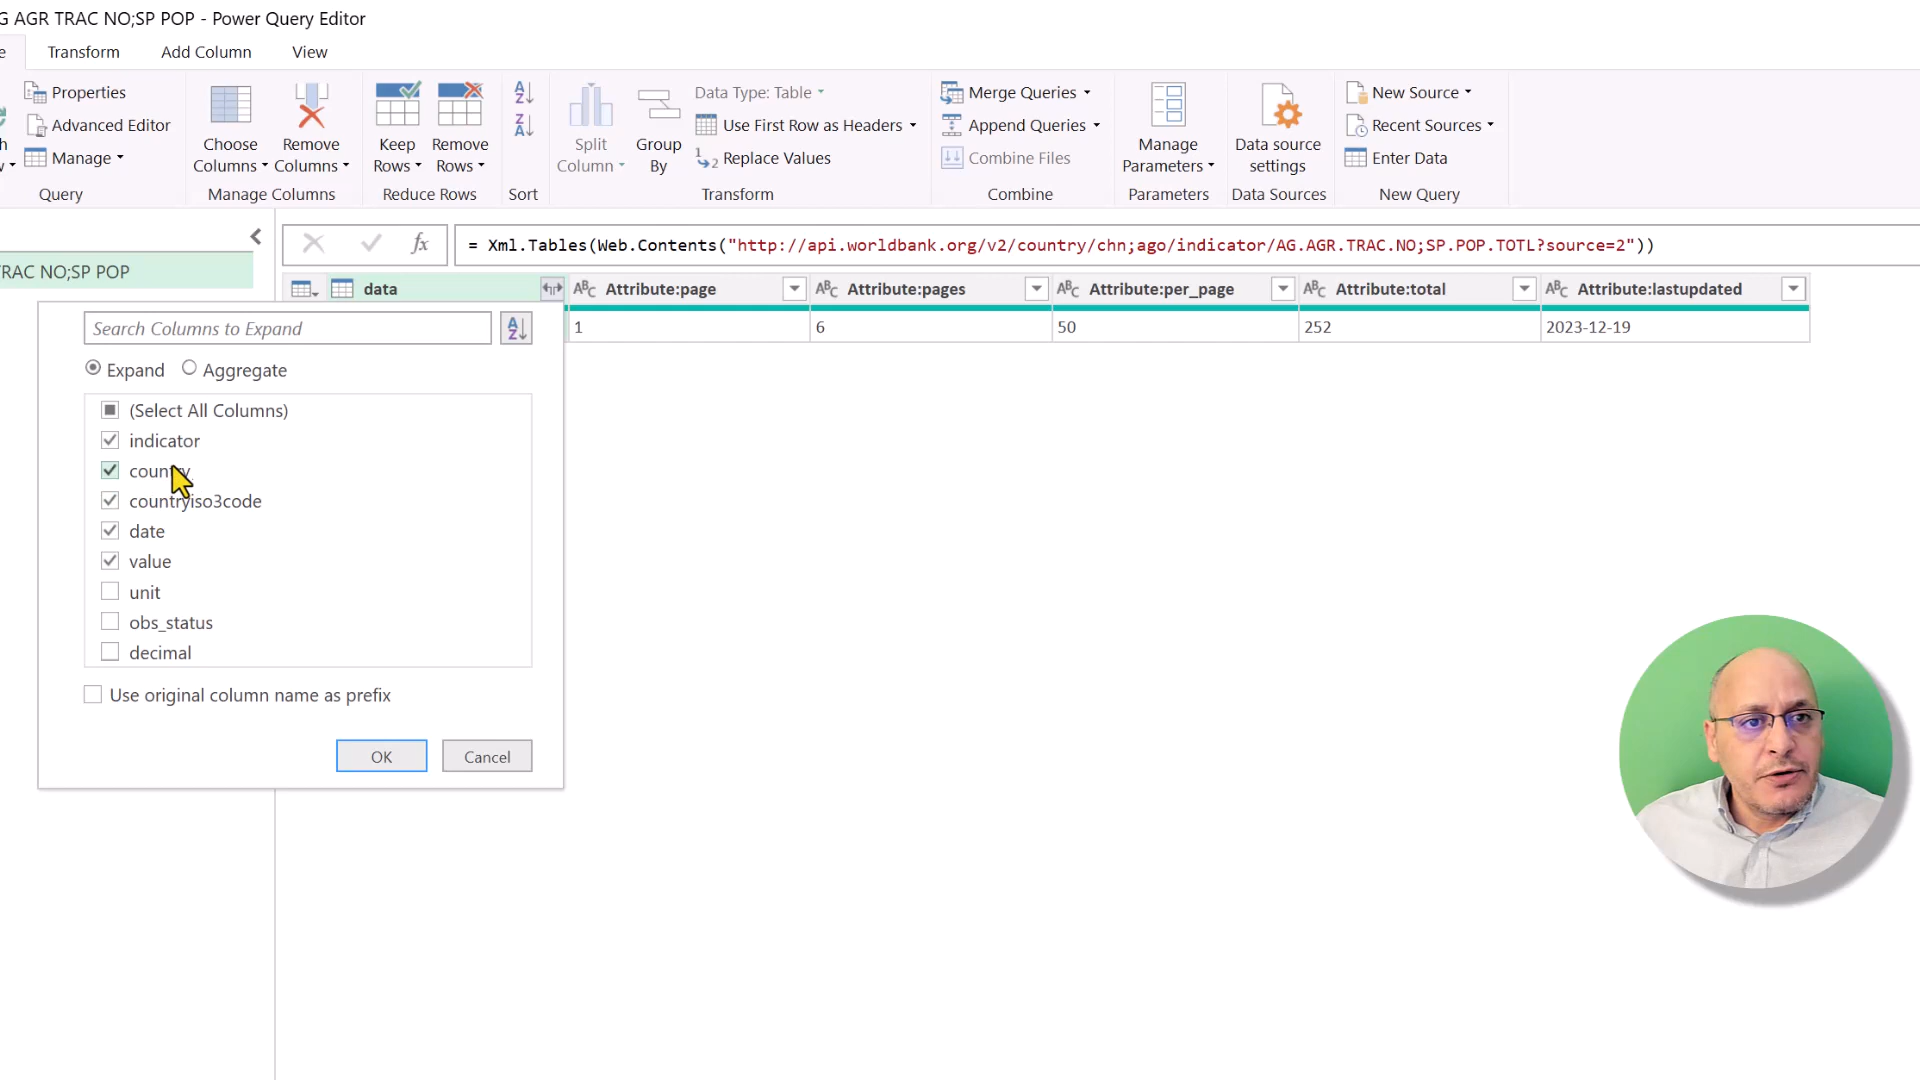 G AGR TRAC NO;SP POP - Power Query Editor
e Transform Add Column View
Properties
Advanced Editor
Manage
Query
Choose Columns
Remove Columns
Manage Columns
Keep Rows
Remove Rows
Reduce Rows
Sort
Split Column
Group By
Data Type: Table
Use First Row as Headers
Replace Values
Transform
Merge Queries
Append Queries
Combine Files
Combine
Manage Parameters
Parameters
Data source settings
Data Sources
New Source
Recent Sources
Enter Data
New Query
= Xml.Tables(Web.Contents("http://api.worldbank.org/v2/country/chn;ago/indicator/AG.AGR.TRAC.NO;SP.POP.TOTL?source=2"))
TRAC NO;SP POP
data Attribute:page Attribute:pages Attribute:per_page Attribute:total Attribute:lastupdated
1 6 50 252 2023-12-19
Search Columns to Expand
Expand Aggregate
(Select All Columns)
indicator
country
countryiso3code
date
value
unit
obs_status
decimal
Use original column name as prefix
OK Cancel